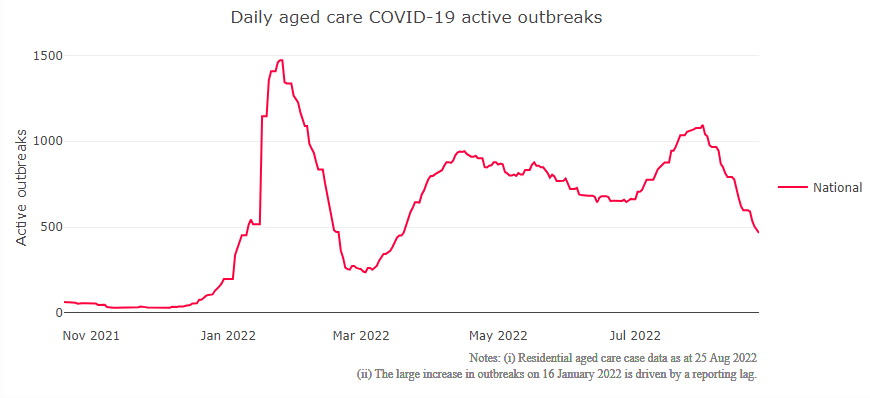 Daily aged care COVID-19 active outbreaks
1500
1000
500
0
Active outbreaks
National
Nov 2021
Jan 2022
Mar 2022
May 2022
Jul 2022
Notes: (i) Residential aged care case data as at 25 Aug 2022
(ii) The large increase in outbreaks on 16 January 2022 is driven by a reporting lag.